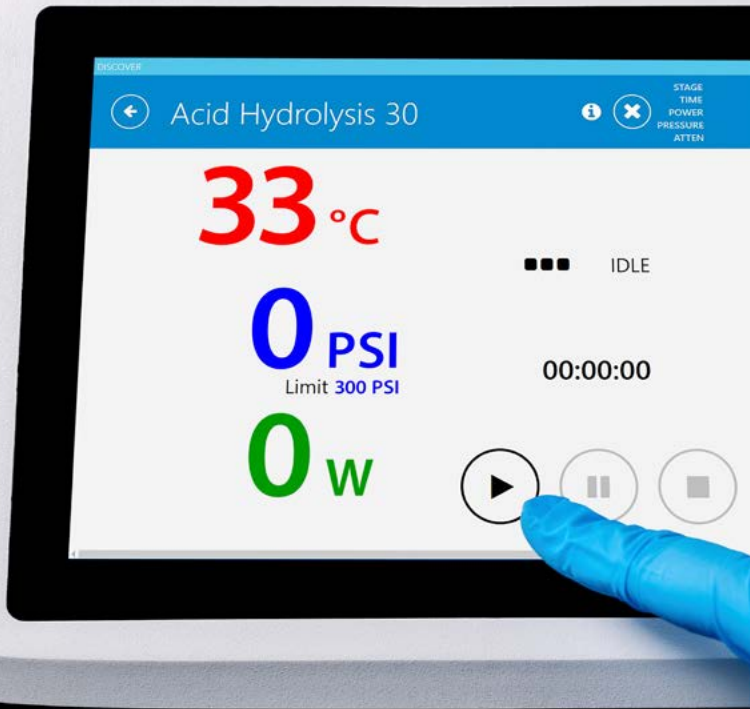 DISCOVER
Acid Hydrolysis 30
i
STAGE
TIME
POWER
PRESSURE
ATTEN
33 °C
IDLE
0 PSI
Limit 300 PSI
00:00:00
0 W